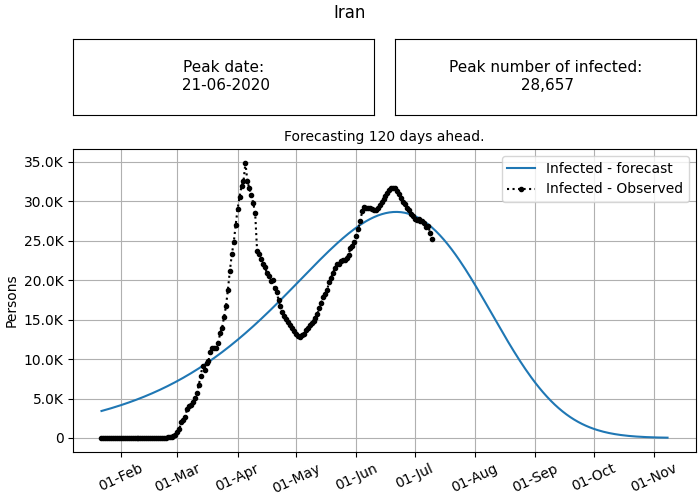 Iran
Peak date:
21-06-2020
Peak number of infected:
28,657
Forecasting 120 days ahead.
35.0K
30.0K
25.0K
20.0K
15.0K
10.0K
5.0K
0
Persons
Infected - forecast
Infected - Observed
01-Feb
01-Mar
01-Apr
01-May
01-Jun
01-Jul
01-Aug
01-Sep
01-Oct
01-Nov